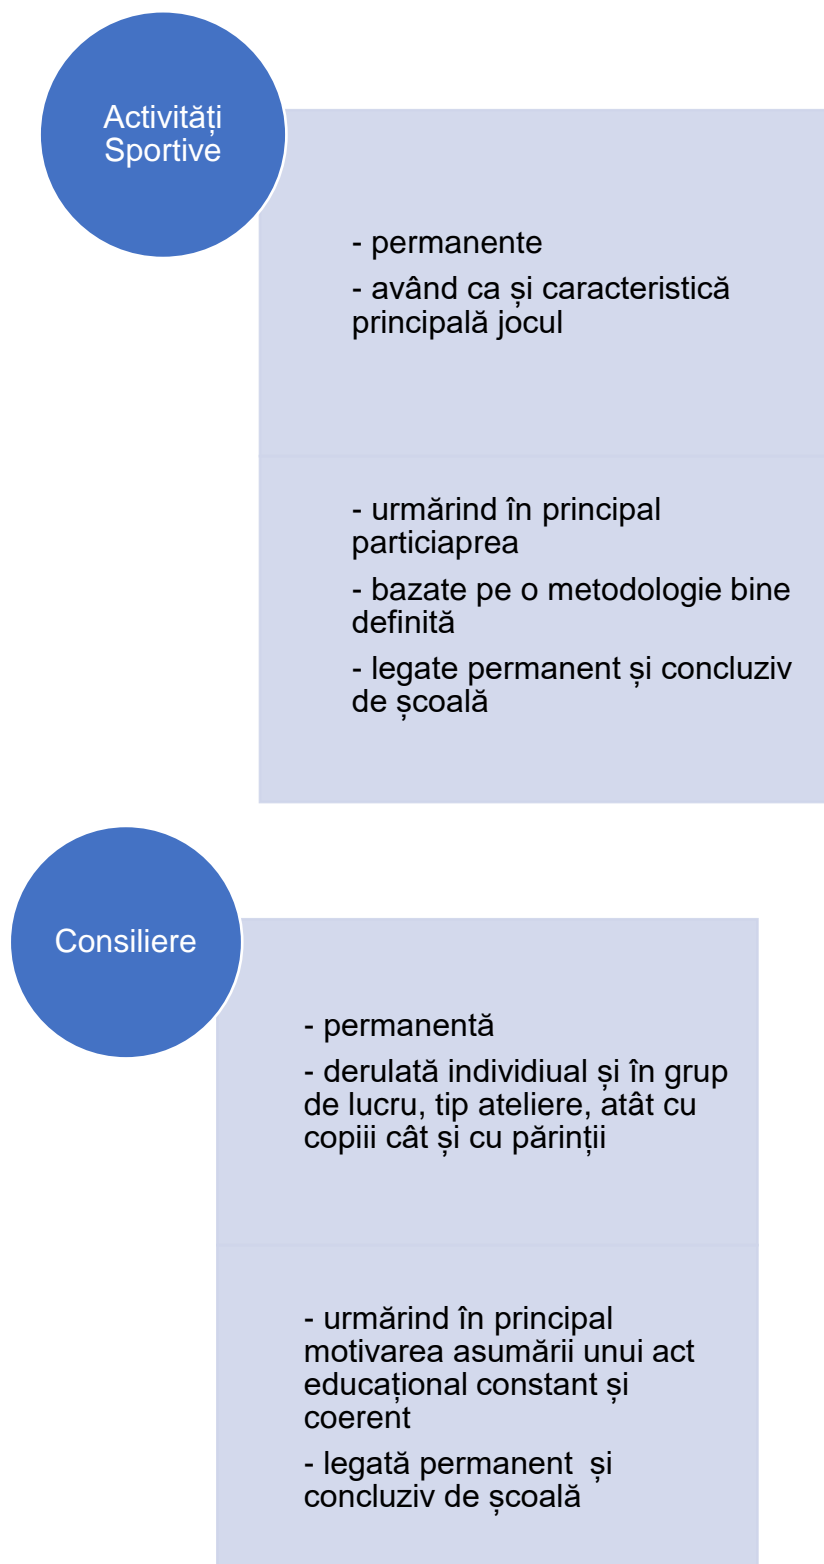 Activități
Sportive
- permanente
- având ca și caracteristică
principală jocul
- urmărind în principal
particiaprea
- bazate pe o metodologie bine
definită
- legate permanent și concluziv
de școală
Consiliere
- permanentă
- derulată individiual și în grup
de lucru, tip ateliere, atât cu
copiii cât și cu părinții
- urmărind în principal
motivarea asumării unui act
educațional constant și
coerent
- legată permanent  și
concluziv de școală